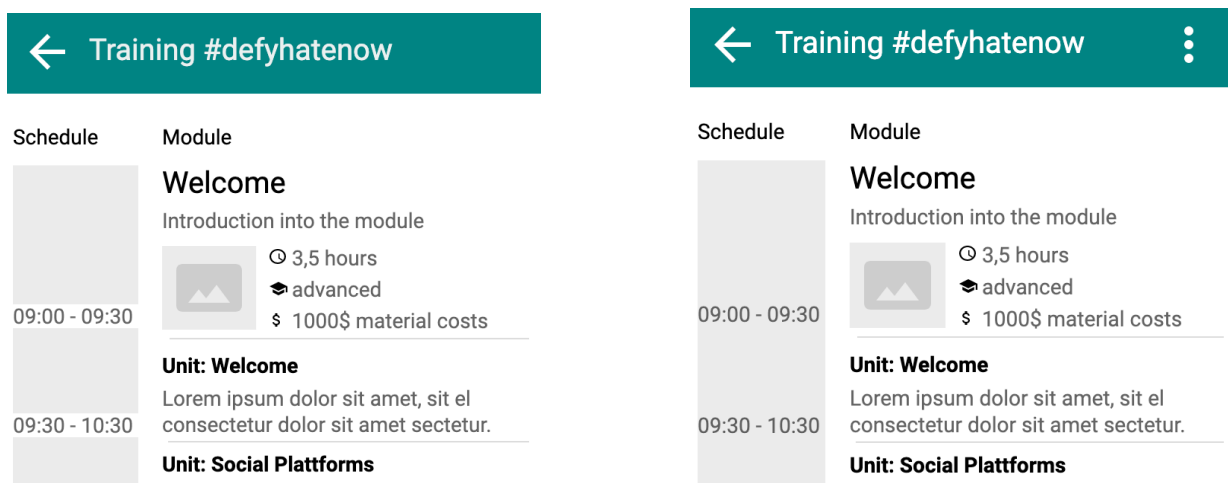 Training #defyhatenow
Schedule Module
Welcome
Introduction into the module
3,5 hours
advanced
09:00 - 09:30 $ 1000$ material costs
Unit: Welcome
Lorem ipsum dolor sit amet, sit el
09:30 - 10:30 consectetur dolor sit amet sectetur.
Unit: Social Plattforms
Training #defyhatenow
Schedule Module
Welcome
Introduction into the module
3,5 hours
advanced
09:00 - 09:30 $ 1000$ material costs
Unit: Welcome
Lorem ipsum dolor sit amet, sit el
09:30 - 10:30 consectetur dolor sit amet sectetur.
Unit: Social Plattforms